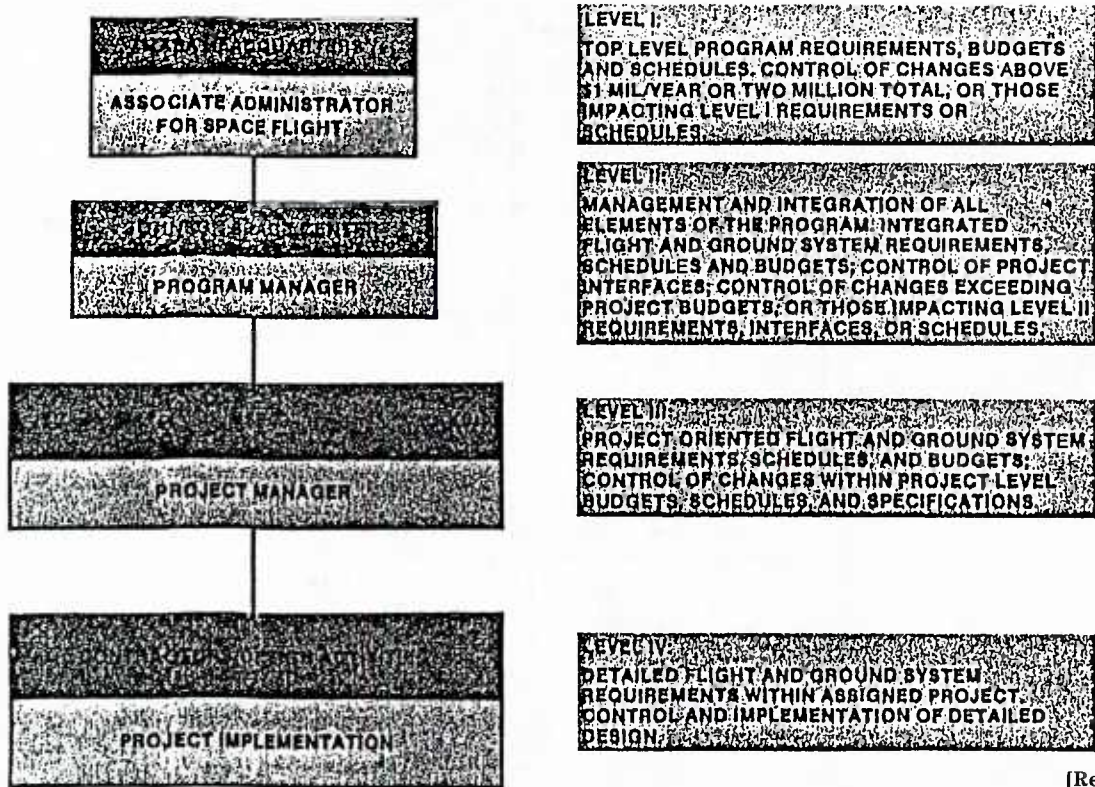 NASA HEADQUARTERS
ASSOCIATE ADMINISTRATOR
FOR SPACE FLIGHT
JOHNSON SPACE CENTER
PROGRAM MANAGER
PROJECT MANAGER
PROJECT IMPLEMENTATION
LEVEL I:
TOP LEVEL PROGRAM REQUIREMENTS, BUDGETS
AND SCHEDULES. CONTROL OF CHANGES ABOVE
$1 MIL/YEAR OR TWO MILLION TOTAL, OR THOSE
IMPACTING LEVEL I REQUIREMENTS OR
SCHEDULES.
LEVEL II:
MANAGEMENT AND INTEGRATION OF ALL
ELEMENTS OF THE PROGRAM. INTEGRATED
FLIGHT AND GROUND SYSTEM REQUIREMENTS,
SCHEDULES AND BUDGETS; CONTROL OF PROJECT
INTERFACES; CONTROL OF CHANGES EXCEEDING
PROJECT BUDGETS, OR THOSE IMPACTING LEVEL II
REQUIREMENTS, INTERFACES, OR SCHEDULES.
LEVEL III:
PROJECT ORIENTED FLIGHT AND GROUND SYSTEM
REQUIREMENTS, SCHEDULES, AND BUDGETS;
CONTROL OF CHANGES WITHIN PROJECT LEVEL
BUDGETS, SCHEDULES, AND SPECIFICATIONS.
LEVEL IV:
DETAILED FLIGHT AND GROUND SYSTEM
REQUIREMENTS WITHIN ASSIGNED PROJECT
CONTROL AND IMPLEMENTATION OF DETAILED
DESIGN.
[Re